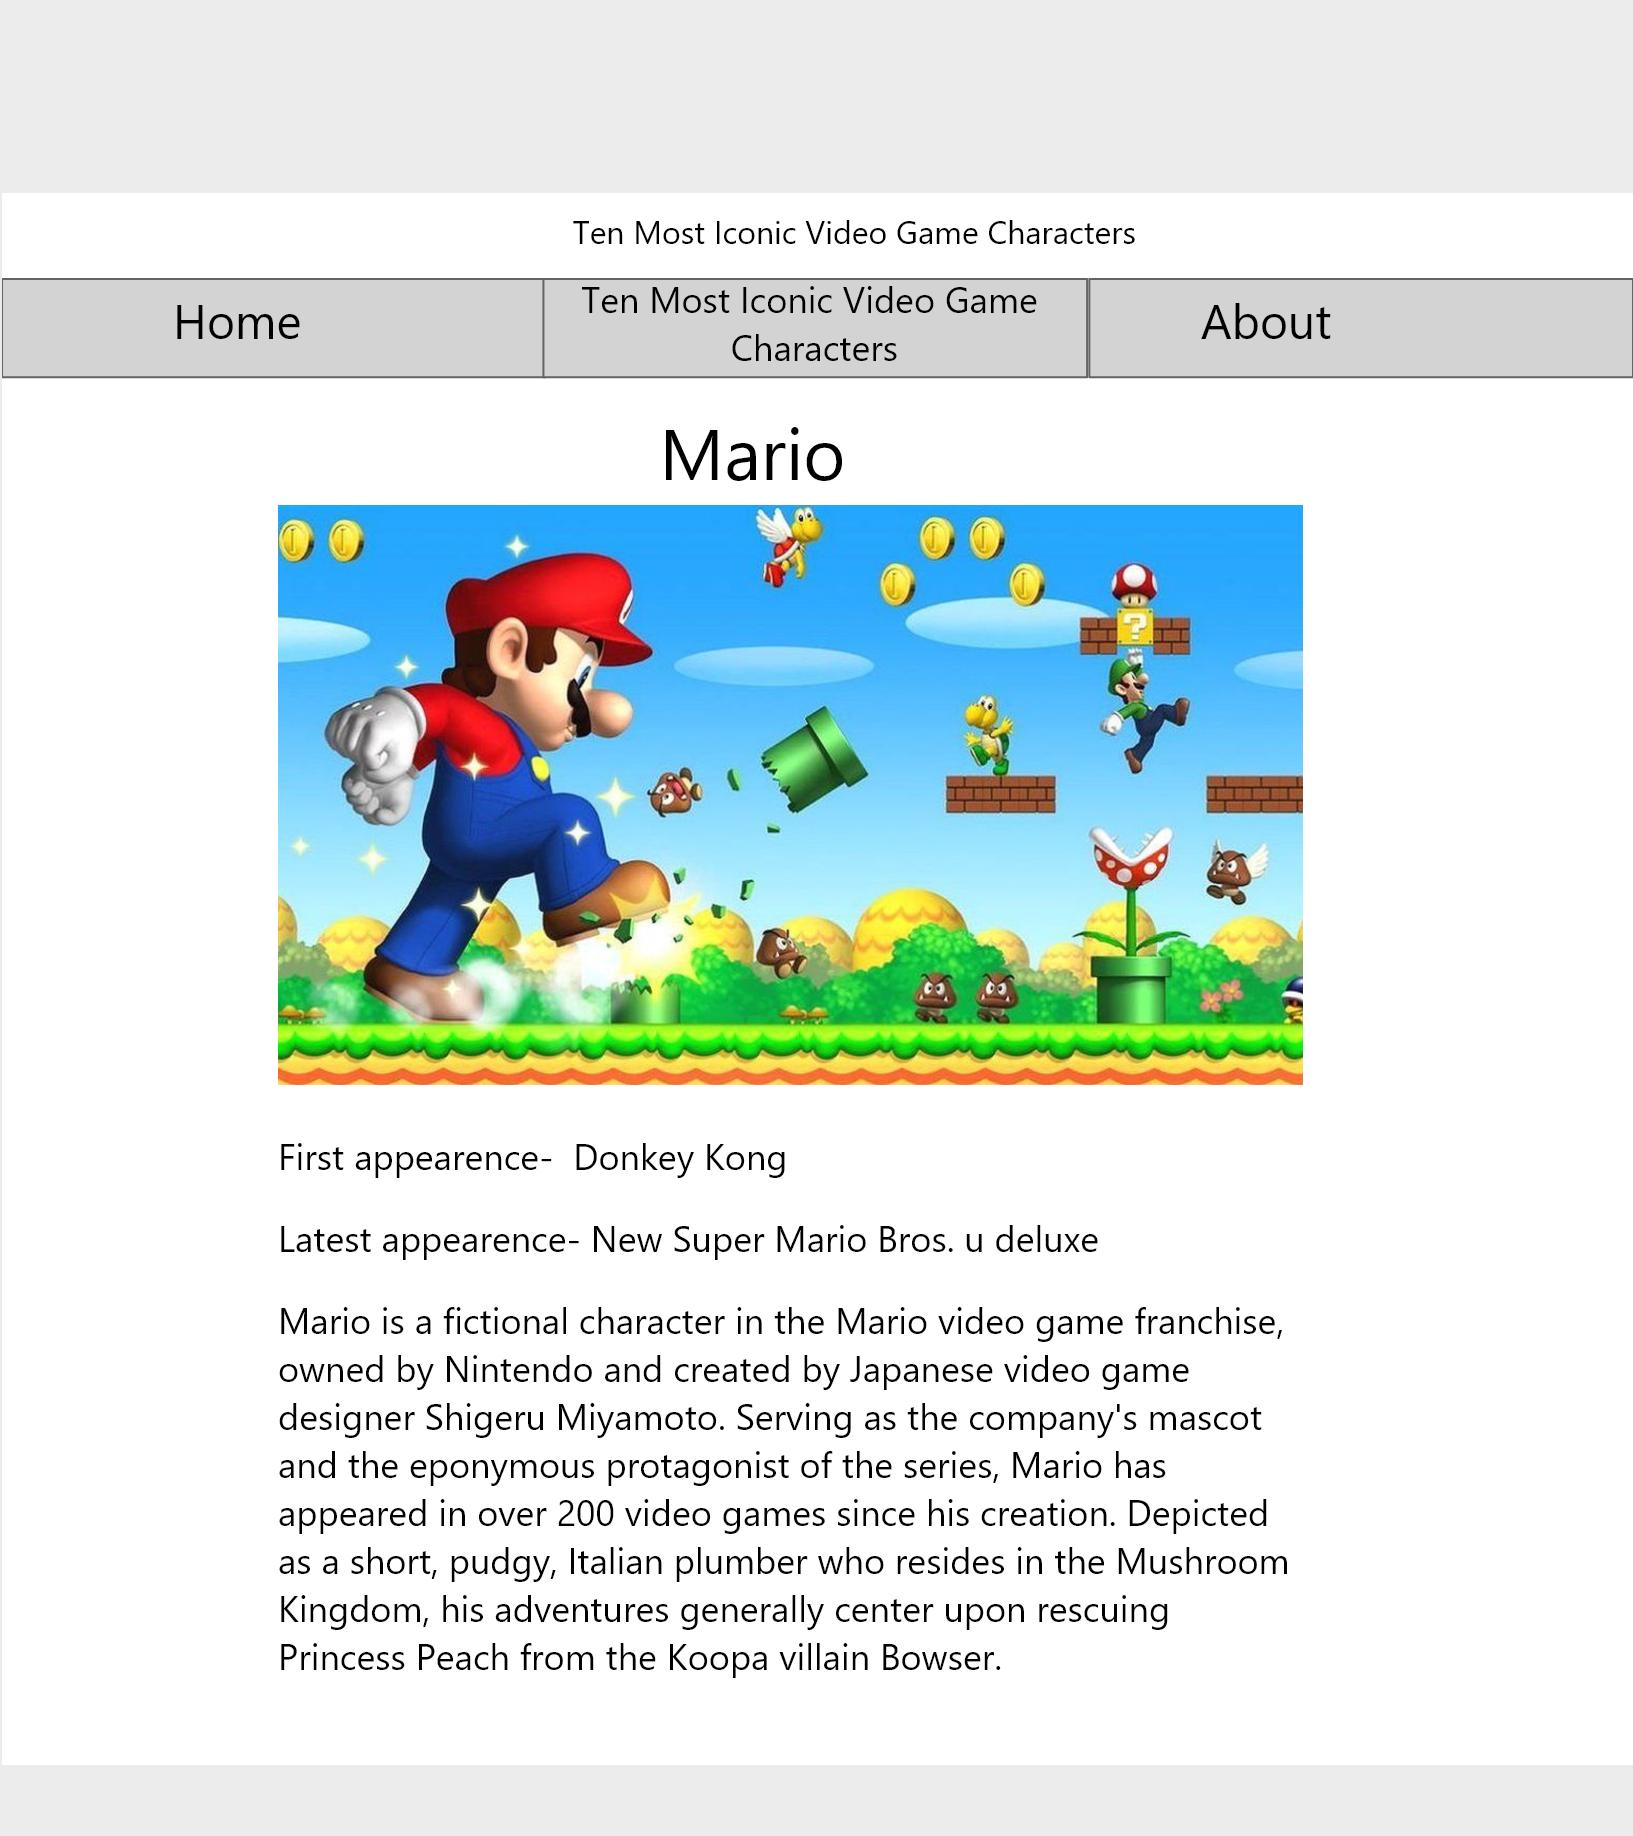 Ten Most Iconic Video Game Characters
Home
Ten Most Iconic Video Game
Characters
About
Mario
?
First appearence-  Donkey Kong
Latest appearence- New Super Mario Bros. u deluxe
Mario is a fictional character in the Mario video game franchise,
owned by Nintendo and created by Japanese video game
designer Shigeru Miyamoto. Serving as the company's mascot
and the eponymous protagonist of the series, Mario has
appeared in over 200 video games since his creation. Depicted
as a short, pudgy, Italian plumber who resides in the Mushroom
Kingdom, his adventures generally center upon rescuing
Princess Peach from the Koopa villain Bowser.